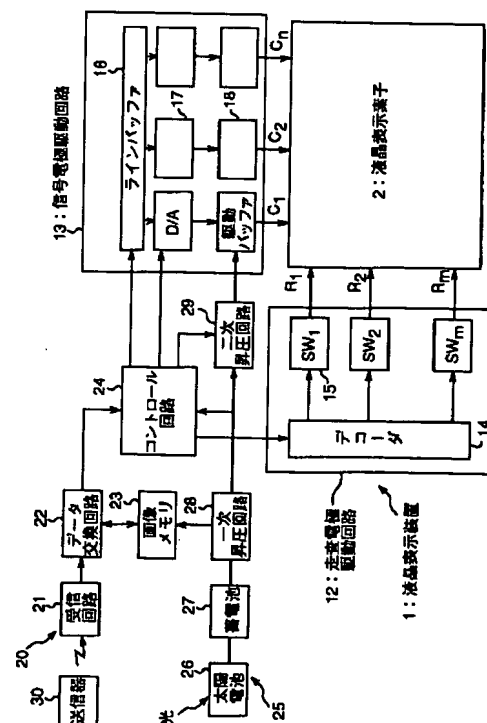 13：信号電極駆動回路
ラインバッファ
16
D/A
17
駆動
バッファ
18
C1
C2
Cn
2：液晶表示素子
R1
R2
Rm
SW1
SW2
SWm
15
デコーダ
14
12：走査電極
駆動回路
1：液晶表示装置
29
二次
昇圧回路
24
コントロール
回路
22
データ
交換回路
23
画像
メモリ
28
一次
昇圧回路
20
21
受信
回路
27
蓄電池
30
送信器
26
太陽
電池
25
光